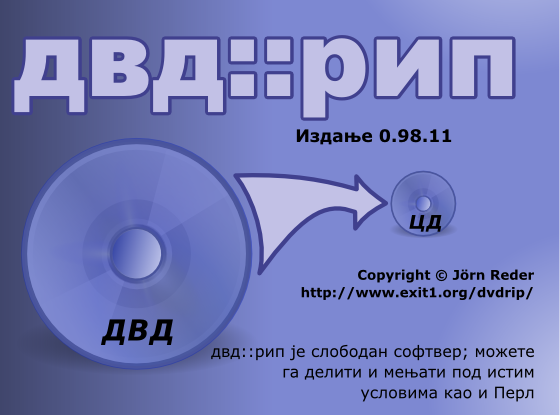 двд::рип
Издање 0.98.11
ЦД
Copyright © Jörn Reder
http://www.exit1.org/dvdrip/
ДВД
двд::рип је слободан софтвер; можете
га делити и мењати под истим
условима као и Перл